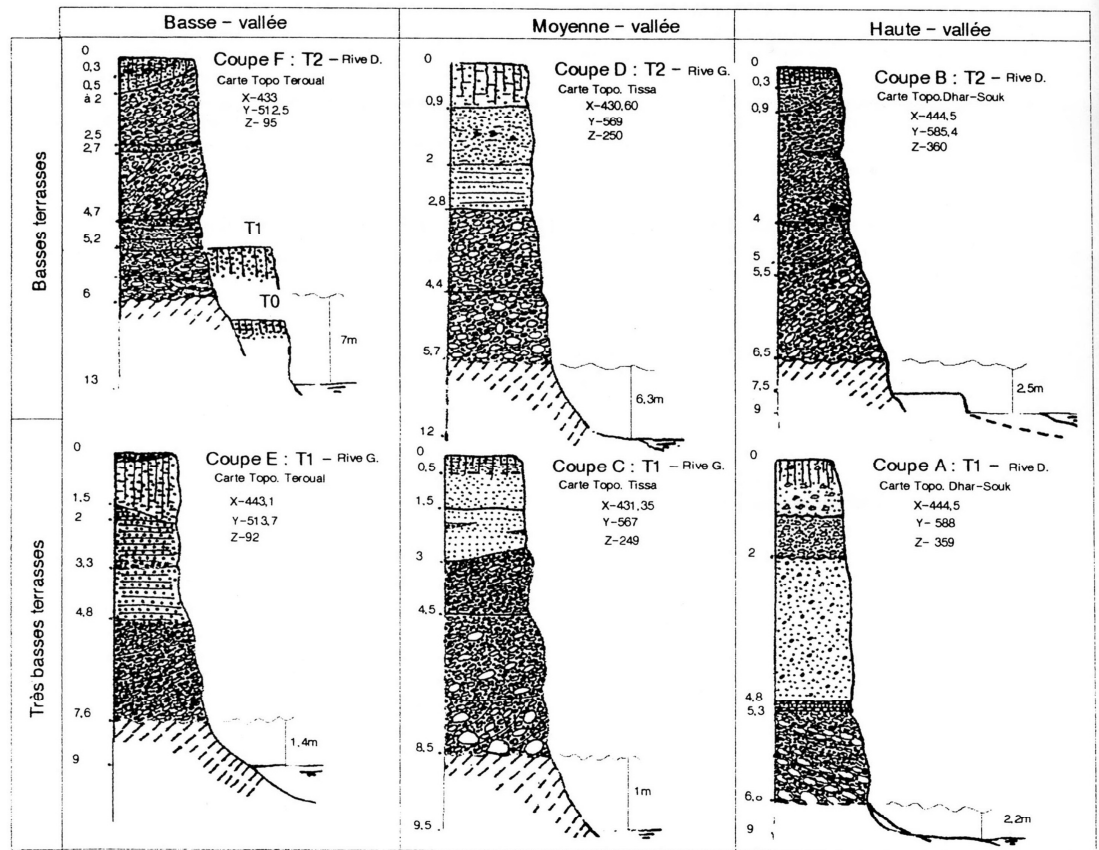 Basse – vallée
Moyenne – vallée
Haute – vallée
Basses terrasses
Coupe F : T2 – Rive D.
Carte Topo Teroual
X-433
Y-512,5
Z- 95
0
0,3
0,5
à 2
2,5
2,7
4,7
5,2
6
13
T1
T0
7m
Coupe D : T2 – Rive G.
Carte Topo. Tissa
X-430,60
Y-569
Z-250
0
0,9
2
2,8
4,4
5,7
12
6,3m
Coupe B : T2 – Rive D.
Carte Topo.Dhar-Souk
X-444,5
Y-585,4
Z-360
0
0,3
0,9
4
5
5,5
6,5
7,5
9
2,5m
Très basses terrasses
Coupe E : T1 – Rive G.
Carte Topo. Teroual
X-443,1
Y-513,7
Z-92
0
1,5
2
3,3
4,8
7,6
9
1,4m
Coupe C : T1 – Rive G.
Carte Topo. Tissa
X-431,35
Y-567
Z-249
0
0,5
1,5
3
4,5
8,5
9,5
1m
Coupe A : T1 – Rive D.
Carte Topo. Dhar-Souk
X-444,5
Y- 588
Z- 359
0
2
4,8
5,3
9
2,2m